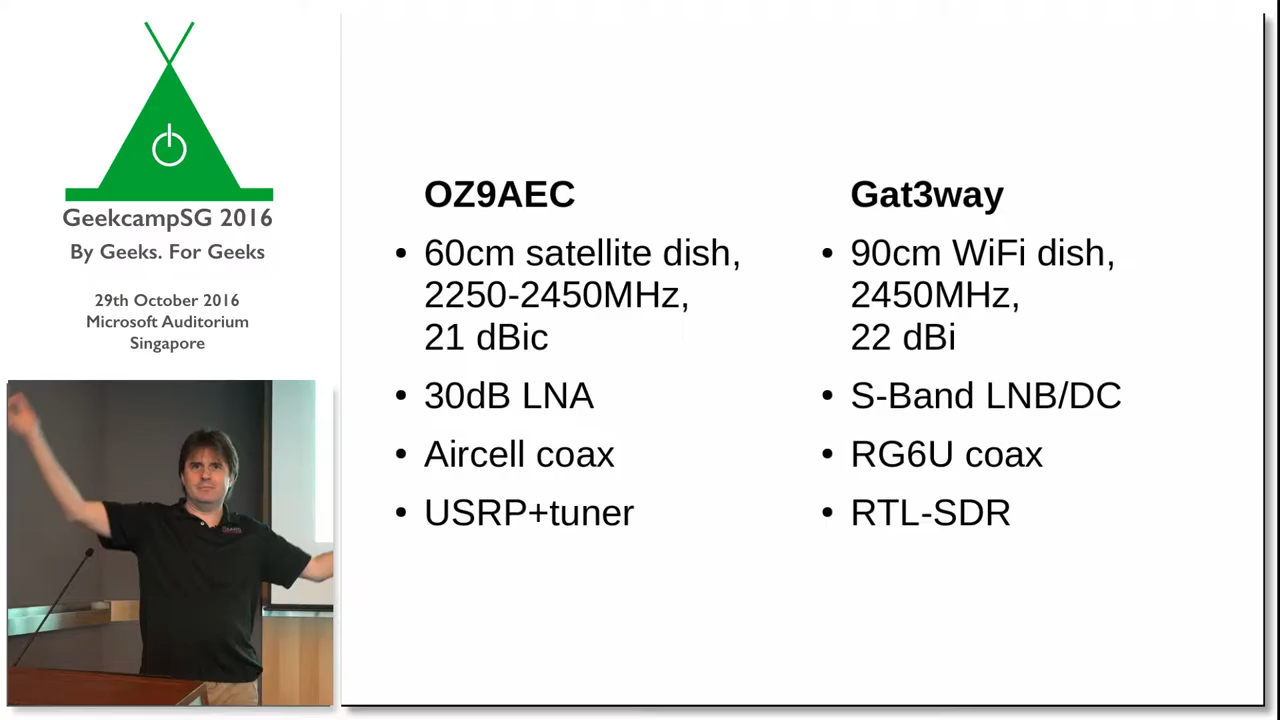 GeekcampSG 2016
By Geeks. For Geeks
29th October 2016
Microsoft Auditorium
Singapore
OZ9AEC
• 60cm satellite dish,
2250-2450MHz,
21 dBic
• 30dB LNA
• Aircell coax
• USRP+tuner
Gat3way
• 90cm WiFi dish,
2450MHz,
22 dBi
• S-Band LNB/DC
• RG6U coax
• RTL-SDR